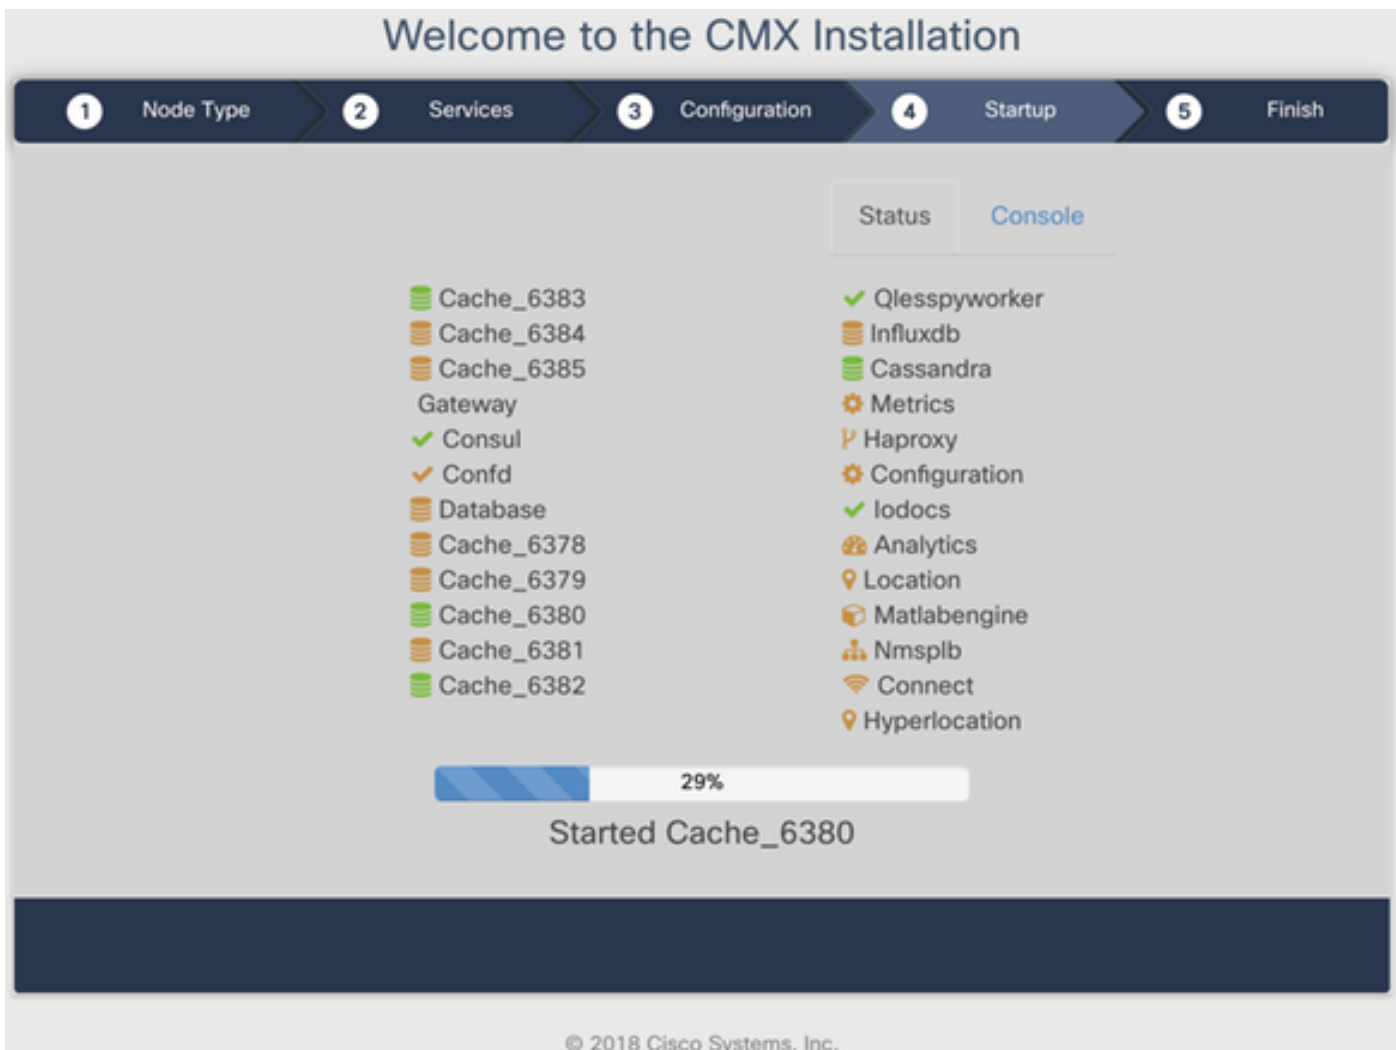 Welcome to the CMX Installation
1 Node Type 2 Services 3 Configuration 4 Startup 5 Finish
Status Console
Cache_6383
Cache_6384
Cache_6385
Gateway
Consul
Confd
Database
Cache_6378
Cache_6379
Cache_6380
Cache_6381
Cache_6382
Qlesspyworker
Influxdb
Cassandra
Metrics
Haproxy
Configuration
Iodocs
Analytics
Location
Matlabengine
Nmsplb
Connect
Hyperlocation
29%
Started Cache_6380
© 2018 Cisco Systems, Inc.